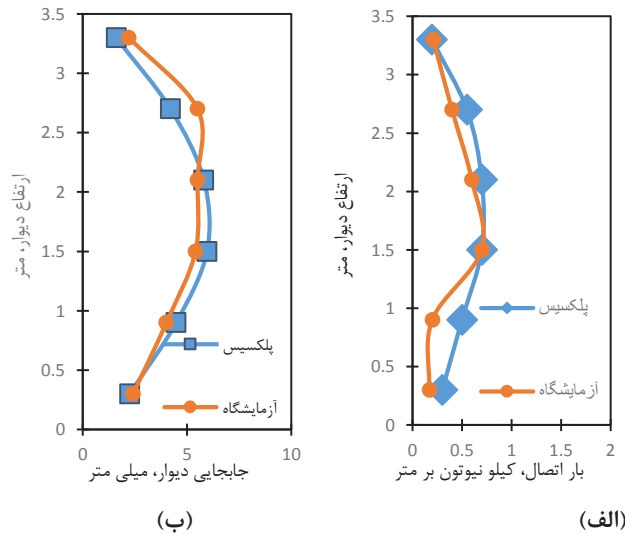 3.5
3
2.5
2
1.5
1
0.5
0
0 0.5 1 1.5 2
ارتفاع دیوار، متر
پلکسیس
آزمایشگاه
بار اتصال، کیلو نیوتون بر متر
(الف)
3.5
3
2.5
2
1.5
1
0.5
0
0 5 10
ارتفاع دیوار، متر
پلکسیس
آزمایشگاه
جابجایی دیوار، میلی متر
(ب)